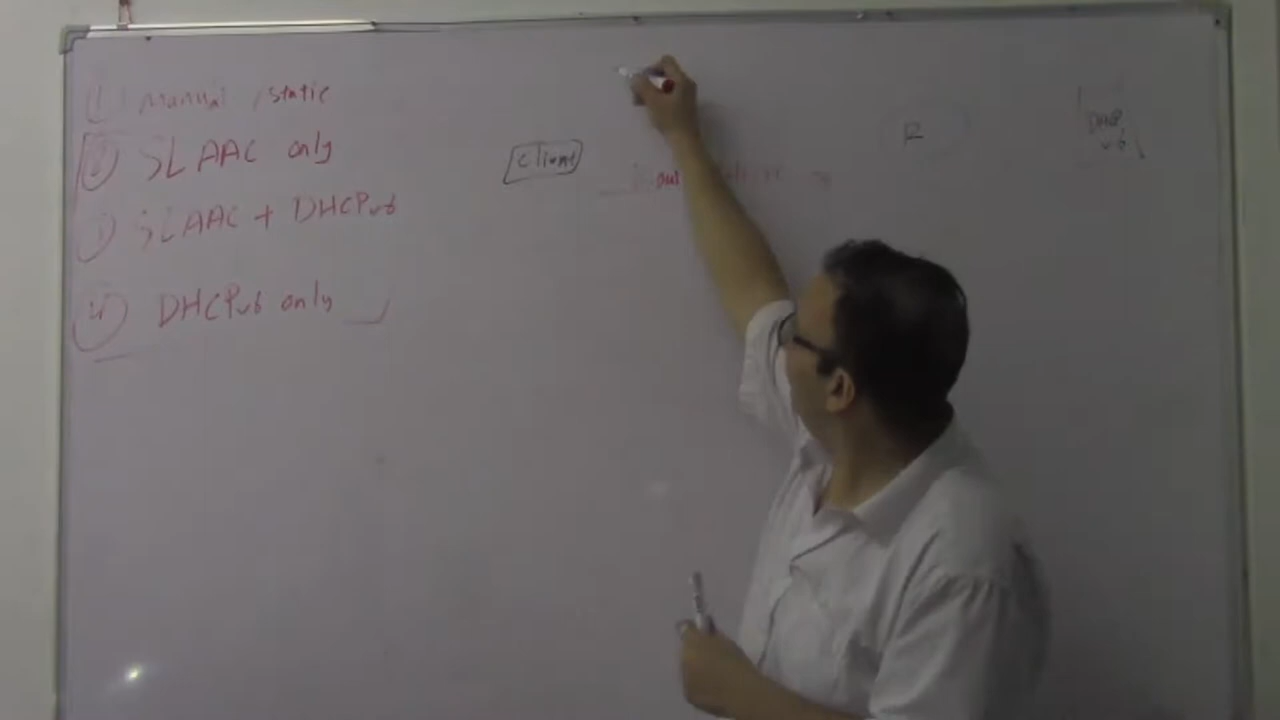 (1) Manual / static
(2) SLAAC only
(3) SLAAC + DHCPv6
(4) DHCPv6 only
Client
R
DHCP
v6